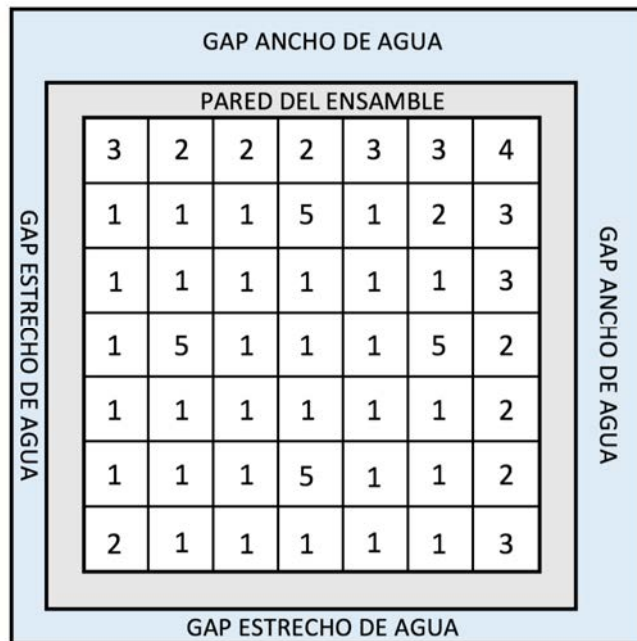 GAP ANCHO DE AGUA
PARED DEL ENSAMBLE
3 2 2 2 3 3 4
1 1 1 5 1 2 3
1 1 1 1 1 1 3
1 5 1 1 1 5 2
1 1 1 1 1 1 2
1 1 1 5 1 1 2
2 1 1 1 1 1 3
GAP ESTRECHO DE AGUA
GAP ANCHO DE AGUA
GAP ESTRECHO DE AGUA